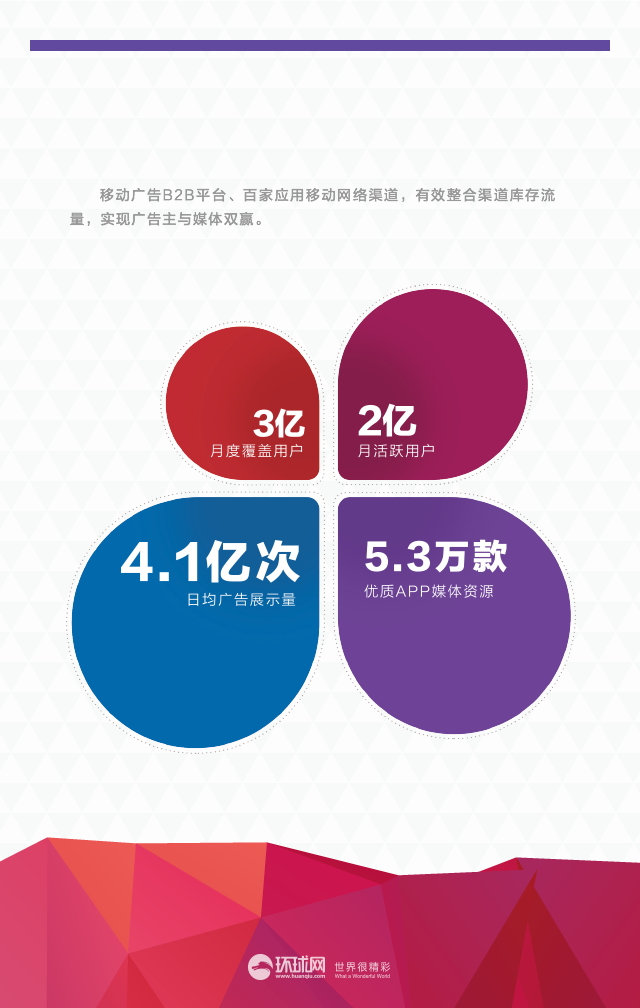 移动广告B2B平台、百家应用移动网络渠道，有效整合渠道库存流
量，实现广告主与媒体双赢。
3亿
月度覆盖用户
2亿
月活跃用户
4.1亿次
日均广告展示量
5.3万款
优质APP媒体资源
环球网
www.huanqiu.com
世界很精彩
What a Wonderful World